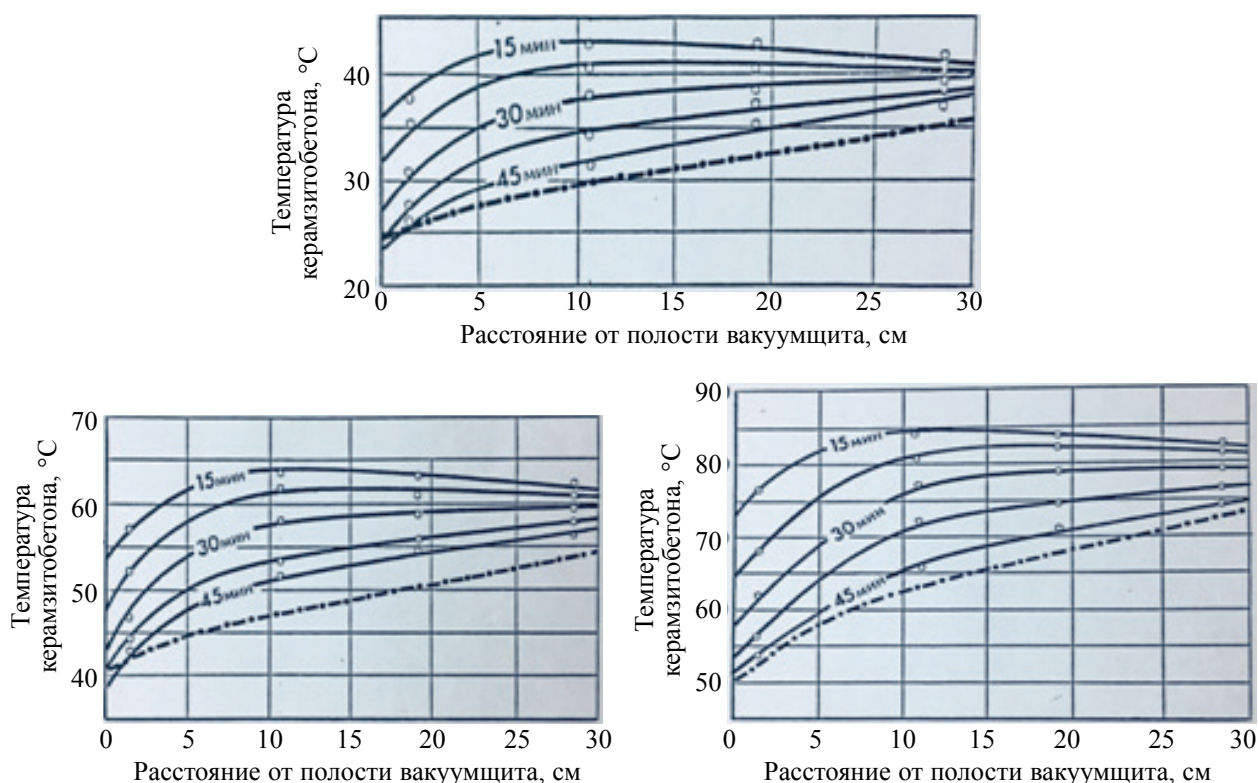 Температура
керамзитобетона, °С
40
30
20
15 мин
30 мин
45 мин
0 5 10 15 20 25 30
Расстояние от полости вакуумщита, см
Температура
керамзитобетона, °С
70
60
50
40
15 мин
30 мин
45 мин
0 5 10 15 20 25 30
Расстояние от полости вакуумщита, см
Температура
керамзитобетона, °С
90
80
70
60
50
15 мин
30 мин
45 мин
0 5 10 15 20 25 30
Расстояние от полости вакуумщита, см